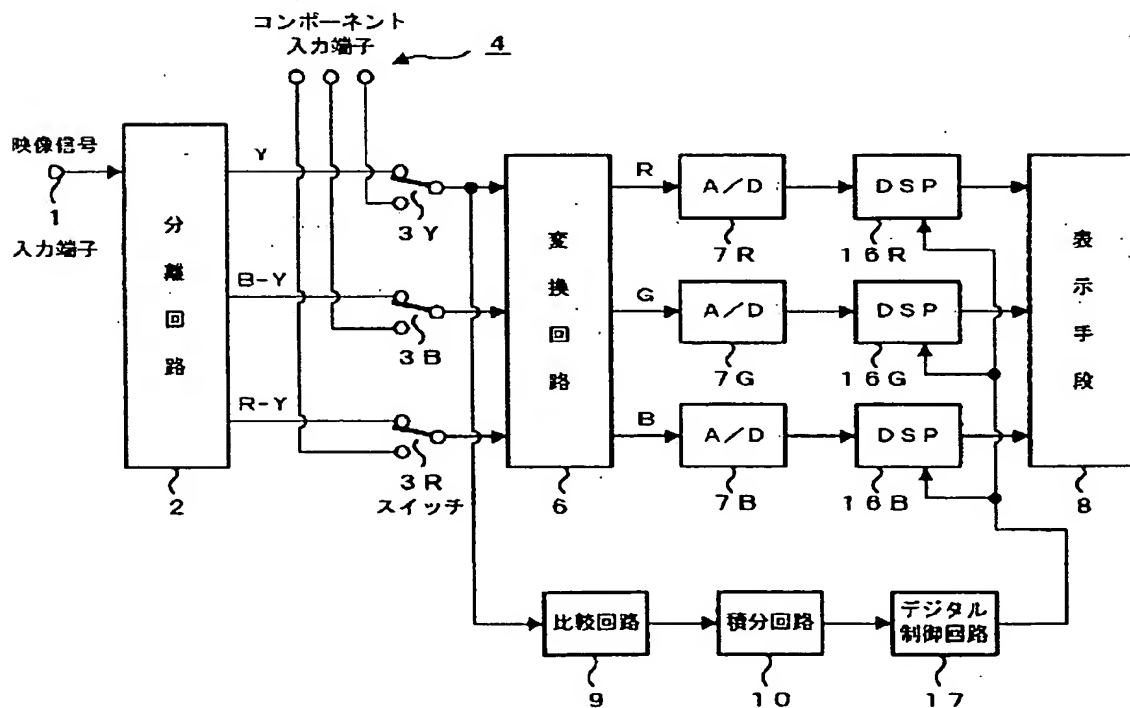 コンポーネント
入力端子
4
映像信号
1
入力端子
分離回路
2
Y
B-Y
R-Y
3Y
3B
3R
スイッチ
変換回路
6
R
G
B
A/D
7R
A/D
7G
A/D
7B
DSP
16R
DSP
16G
DSP
16B
表示手段
8
比較回路
9
積分回路
10
デジタル
制御回路
17